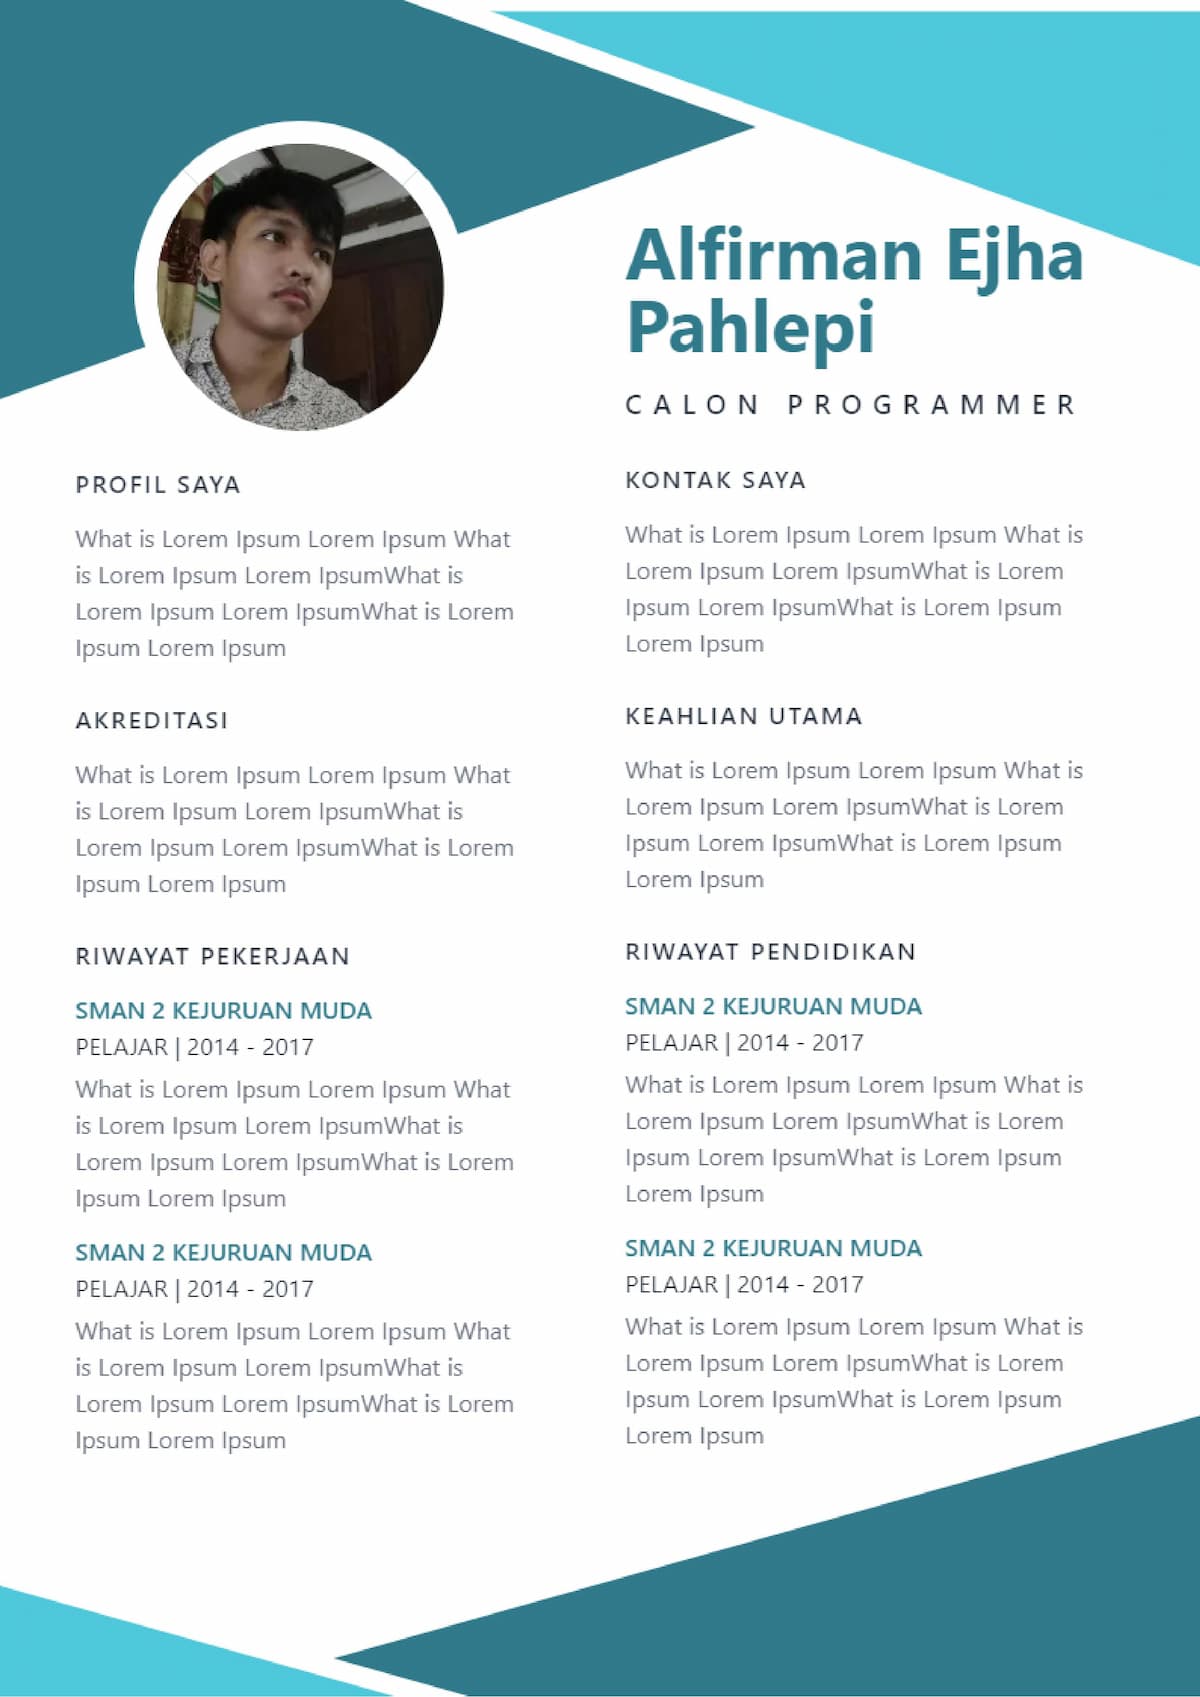 Alfirman Ejha
Pahlepi
CALON PROGRAMMER
PROFIL SAYA
What is Lorem Ipsum Lorem Ipsum What
is Lorem Ipsum Lorem IpsumWhat is
Lorem Ipsum Lorem IpsumWhat is Lorem
Ipsum Lorem Ipsum
AKREDITASI
What is Lorem Ipsum Lorem Ipsum What
is Lorem Ipsum Lorem IpsumWhat is
Lorem Ipsum Lorem IpsumWhat is Lorem
Ipsum Lorem Ipsum
RIWAYAT PEKERJAAN
SMAN 2 KEJURUAN MUDA
PELAJAR | 2014 - 2017
What is Lorem Ipsum Lorem Ipsum What
is Lorem Ipsum Lorem IpsumWhat is
Lorem Ipsum Lorem IpsumWhat is Lorem
Ipsum Lorem Ipsum
SMAN 2 KEJURUAN MUDA
PELAJAR | 2014 - 2017
What is Lorem Ipsum Lorem Ipsum What
is Lorem Ipsum Lorem IpsumWhat is
Lorem Ipsum Lorem IpsumWhat is Lorem
Ipsum Lorem Ipsum
KONTAK SAYA
What is Lorem Ipsum Lorem Ipsum What is
Lorem Ipsum Lorem IpsumWhat is Lorem
Ipsum Lorem IpsumWhat is Lorem Ipsum
Lorem Ipsum
KEAHLIAN UTAMA
What is Lorem Ipsum Lorem Ipsum What is
Lorem Ipsum Lorem IpsumWhat is Lorem
Ipsum Lorem IpsumWhat is Lorem Ipsum
Lorem Ipsum
RIWAYAT PENDIDIKAN
SMAN 2 KEJURUAN MUDA
PELAJAR | 2014 - 2017
What is Lorem Ipsum Lorem Ipsum What is
Lorem Ipsum Lorem IpsumWhat is Lorem
Ipsum Lorem IpsumWhat is Lorem Ipsum
Lorem Ipsum
SMAN 2 KEJURUAN MUDA
PELAJAR | 2014 - 2017
What is Lorem Ipsum Lorem Ipsum What is
Lorem Ipsum Lorem IpsumWhat is Lorem
Ipsum Lorem IpsumWhat is Lorem Ipsum
Lorem Ipsum